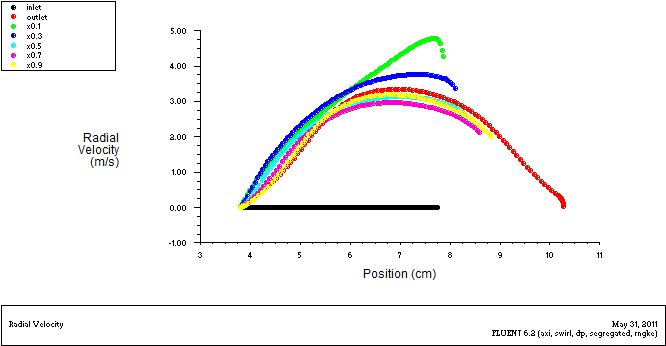 inlet
outlet
x0.1
x0.3
x0.5
x0.7
x0.9
5.00
4.00
3.00
2.00
1.00
0.00
-1.00
Radial
Velocity
(m/s)
3 4 5 6 7 8 9 10 11
Position (cm)
Radial Velocity
May 31, 2011
FLUENT 6.2 (axi, swirl, dp, segregated, rngke)